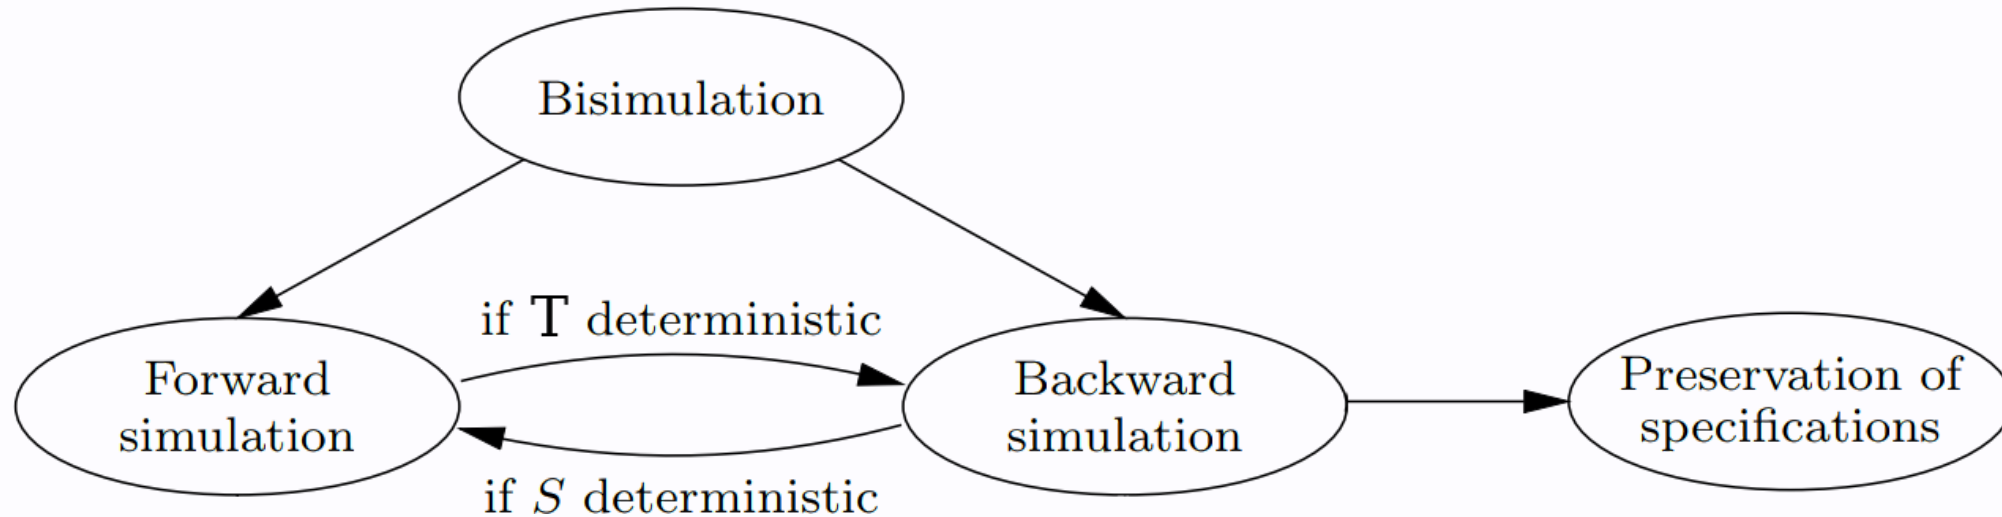 Bisimulation
if T deterministic
Forward
simulation
Backward
simulation
Preservation of
specifications
if S deterministic